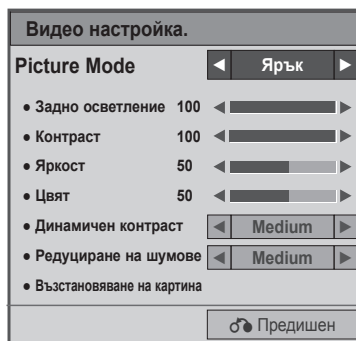 Видео настройка.
Picture Mode ◄ Ярък ►
● Задно осветление 100
● Контраст 100
● Яркост 50
● Цвят 50
● Динамичен контраст ◄ Medium ►
● Редуциране на шумове ◄ Medium ►
● Възстановяване на картина
Предишен